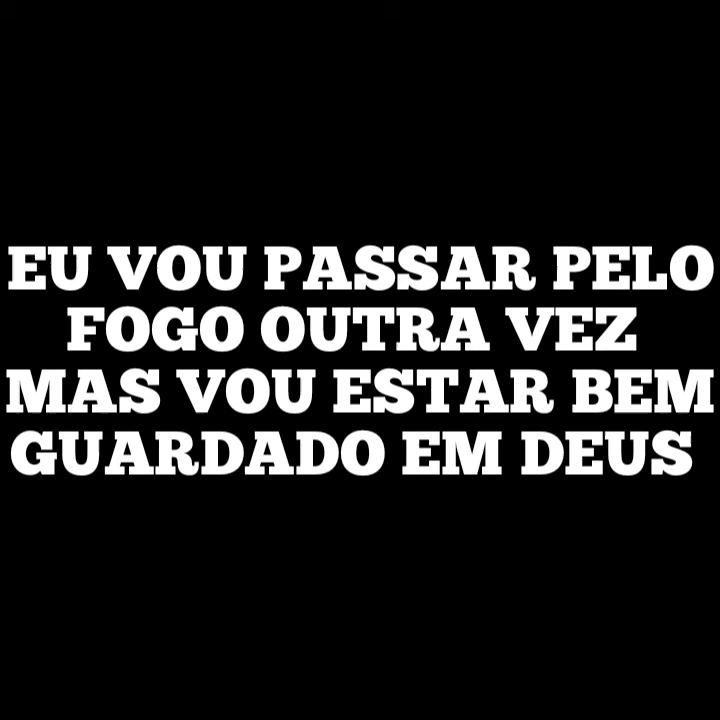 EU VOU PASSAR PELO
FOGO OUTRA VEZ
MAS VOU ESTAR BEM
GUARDADO EM DEUS